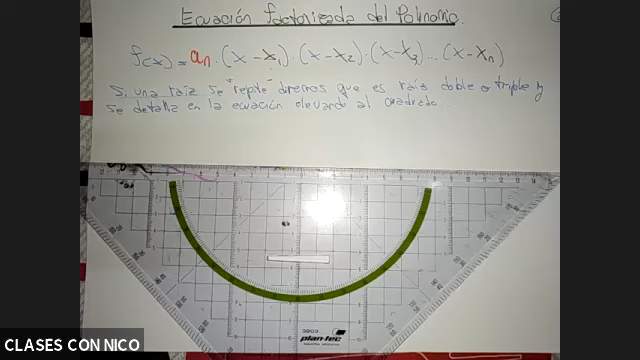 Ecuación factorizada del Polinomio.
f(x) = an · (x - x1) · (x - x2) · (x - x3) ... (x - xn)
Si una raíz se "repite" diremos que es raíz doble o triple y
se detalla en la ecuación elevando al cuadrado.
3903
plan-tec
CLASES CON NICO